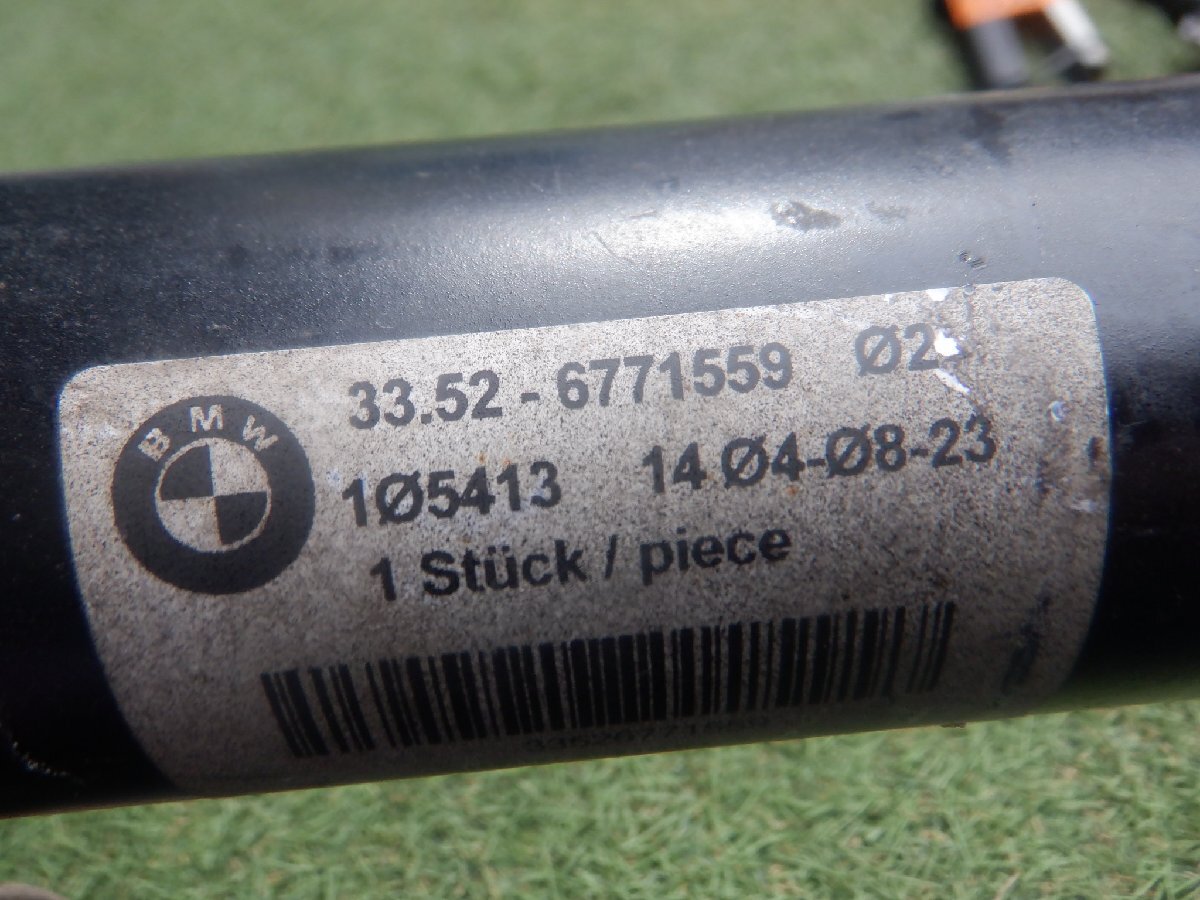 BMW
33.52 - 6771559 Ø2
1Ø5413 14 Ø4-Ø8-23
1 Stück / piece